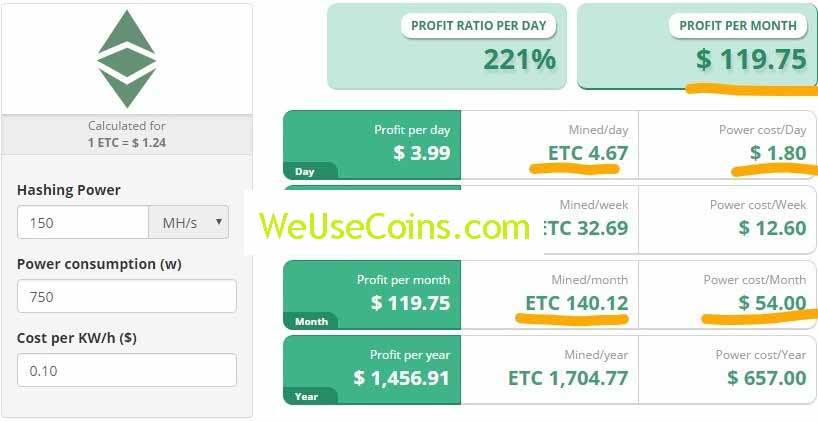 PROFIT RATIO PER DAY
221%
PROFIT PER MONTH
$ 119.75
Calculated for
1 ETC = $ 1.24
Hashing Power
150 MH/s
Power consumption (w)
750
Cost per KW/h ($)
0.10
Profit per day
$ 3.99
Day
Mined/day
ETC 4.67
Power cost/Day
$ 1.80
WeUseCoins.com
Mined/week
ETC 32.69
Power cost/Week
$ 12.60
Profit per month
$ 119.75
Month
Mined/month
ETC 140.12
Power cost/Month
$ 54.00
Profit per year
$ 1,456.91
Year
Mined/year
ETC 1,704.77
Power cost/Year
$ 657.00